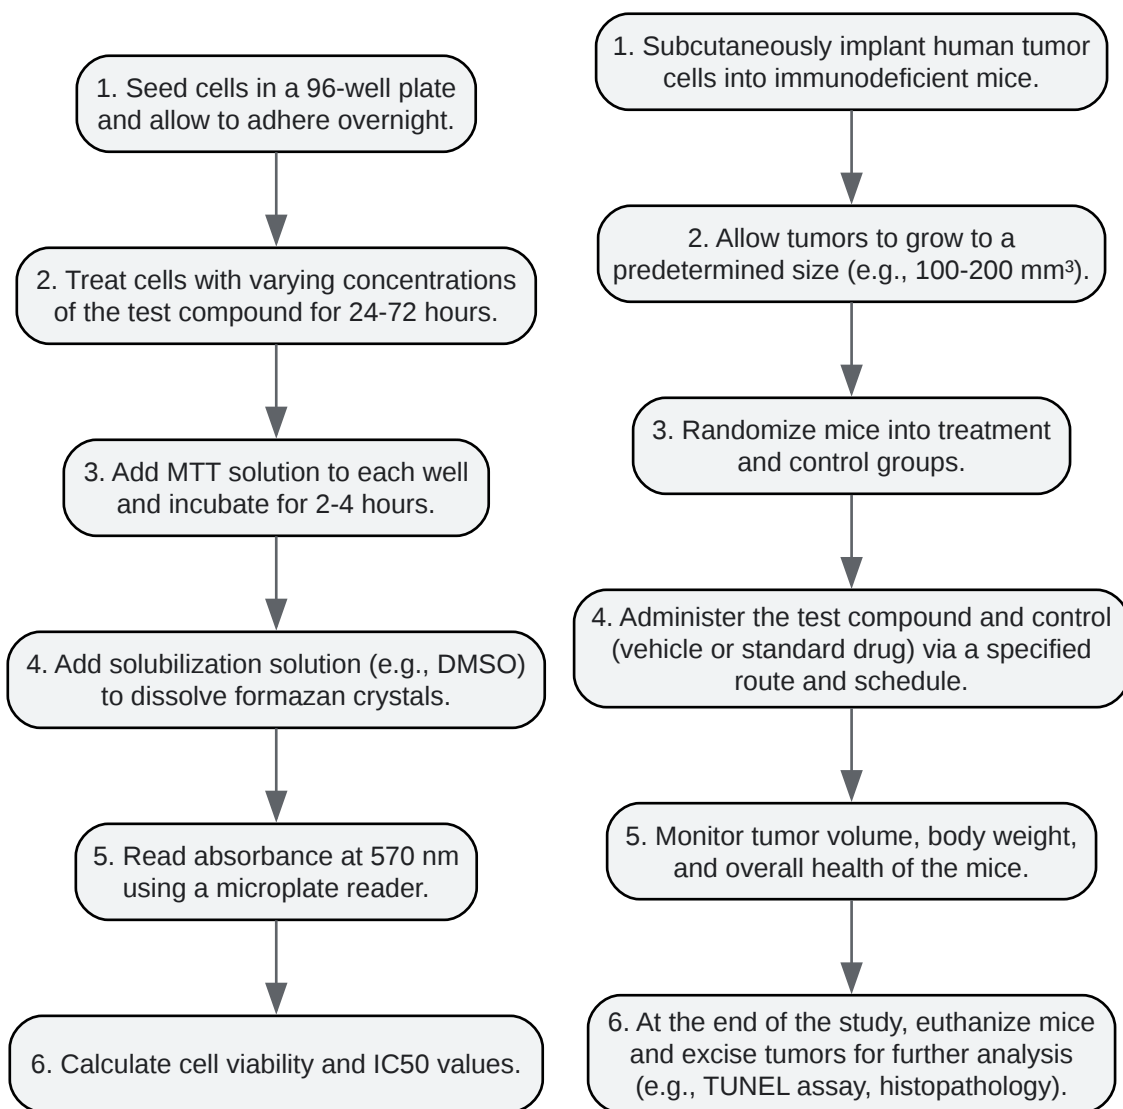 1. Seed cells in a 96-well plate
and allow to adhere overnight.
2. Treat cells with varying concentrations
of the test compound for 24-72 hours.
3. Add MTT solution to each well
and incubate for 2-4 hours.
4. Add solubilization solution (e.g., DMSO)
to dissolve formazan crystals.
5. Read absorbance at 570 nm
using a microplate reader.
6. Calculate cell viability and IC50 values.
1. Subcutaneously implant human tumor
cells into immunodeficient mice.
2. Allow tumors to grow to a
predetermined size (e.g., 100-200 mm³).
3. Randomize mice into treatment
and control groups.
4. Administer the test compound and control
(vehicle or standard drug) via a specified
route and schedule.
5. Monitor tumor volume, body weight,
and overall health of the mice.
6. At the end of the study, euthanize mice
and excise tumors for further analysis
(e.g., TUNEL assay, histopathology).